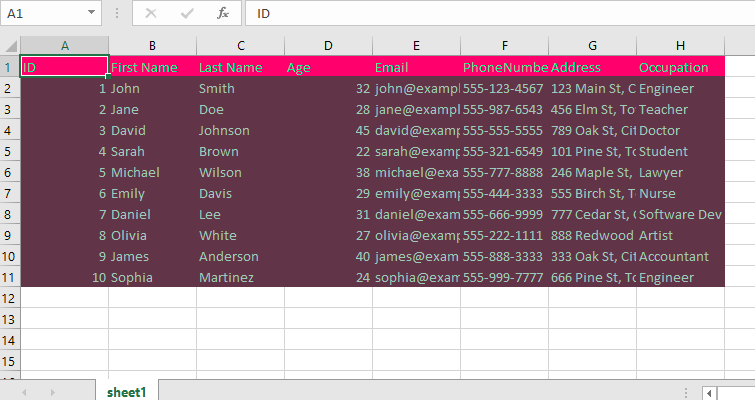 A1 fx ID
A B C D E F G H
1 ID First Name Last Name Age Email PhoneNumbe Address Occupation
2 1 John Smith 32 john@exampl 555-123-4567 123 Main St, C Engineer
3 2 Jane Doe 28 jane@exampl 555-987-6543 456 Elm St, To Teacher
4 3 David Johnson 45 david@examp 555-555-5555 789 Oak St, Cit Doctor
5 4 Sarah Brown 22 sarah@examp 555-321-6549 101 Pine St, To Student
6 5 Michael Wilson 38 michael@exa 555-777-8888 246 Maple St, Lawyer
7 6 Emily Davis 29 emily@examp 555-444-3333 555 Birch St, T Nurse
8 7 Daniel Lee 31 daniel@exam 555-666-9999 777 Cedar St, Software Dev
9 8 Olivia White 27 olivia@examp 555-222-1111 888 Redwood Artist
10 9 James Anderson 40 james@exam 555-888-3333 333 Oak St, Cit Accountant
11 10 Sophia Martinez 24 sophia@exam 555-999-7777 666 Pine St, To Engineer
12
13
14
15
sheet1